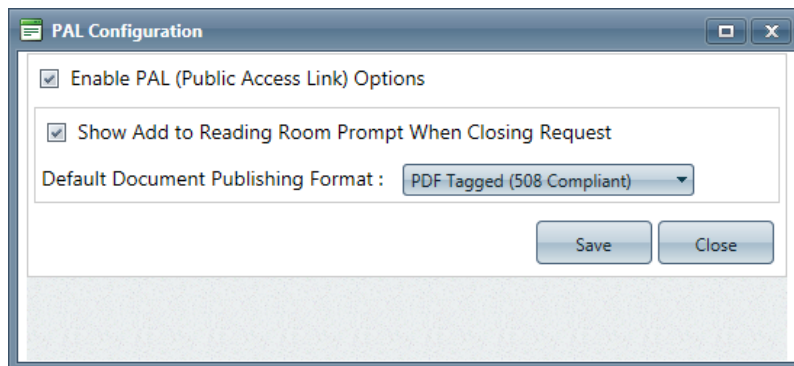 PAL Configuration
Enable PAL (Public Access Link) Options
Show Add to Reading Room Prompt When Closing Request
Default Document Publishing Format : PDF Tagged (508 Compliant)
Save Close